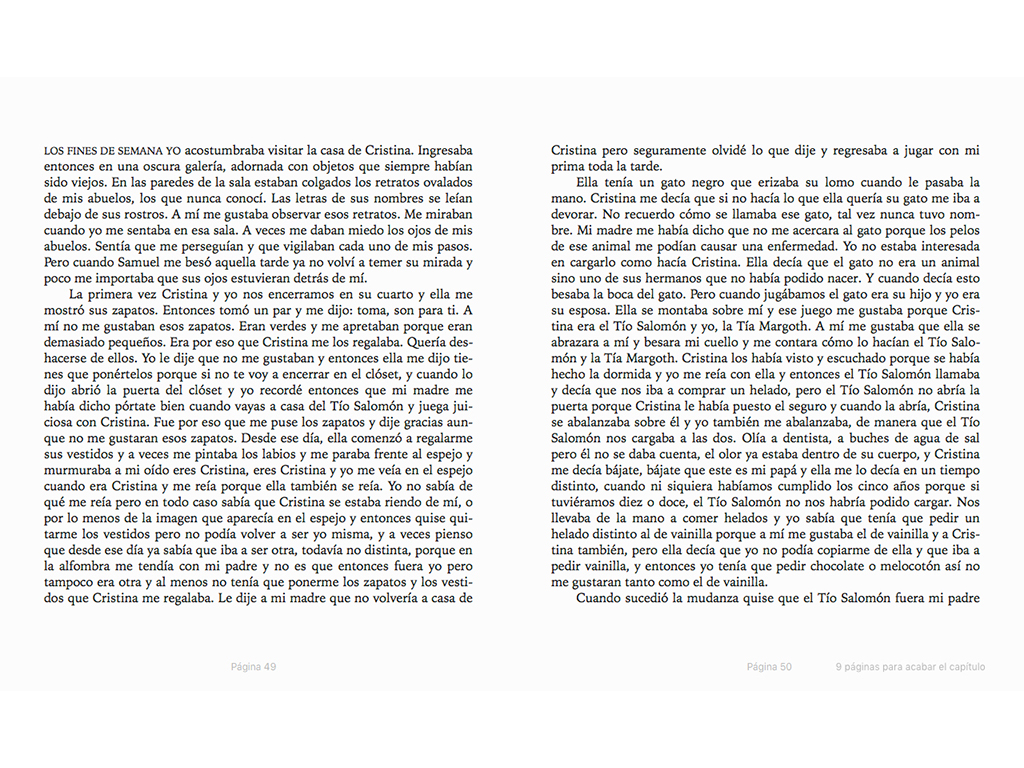 LOS FINES DE SEMANA YO acostumbraba visitar la casa de Cristina. Ingresaba
entonces en una oscura galería, adornada con objetos que siempre habían
sido viejos. En las paredes de la sala estaban colgados los retratos ovalados
de mis abuelos, los que nunca conocí. Las letras de sus nombres se leían
debajo de sus rostros. A mí me gustaba observar esos retratos. Me miraban
cuando yo me sentaba en esa sala. A veces me daban miedo los ojos de mis
abuelos. Sentía que me perseguían y que vigilaban cada uno de mis pasos.
Pero cuando Samuel me besó aquella tarde ya no volví a temer su mirada y
poco me importaba que sus ojos estuvieran detrás de mí.
La primera vez Cristina y yo nos encerramos en su cuarto y ella me
mostró sus zapatos. Entonces tomó un par y me dijo: toma, son para ti. A
mí no me gustaban esos zapatos. Eran verdes y me apretaban porque eran
demasiado pequeños. Era por eso que Cristina me los regalaba. Quería des-
hacerse de ellos. Yo le dije que no me gustaban y entonces ella me dijo tie-
nes que ponértelos porque si no te voy a encerrar en el clóset, y cuando lo
dijo abrió la puerta del clóset y yo recordé entonces que mi madre me
había dicho pórtate bien cuando vayas a casa del Tío Salomón y juega jui-
ciosa con Cristina. Fue por eso que me puse los zapatos y dije gracias aun-
que no me gustaran esos zapatos. Desde ese día, ella comenzó a regalarme
sus vestidos y a veces me pintaba los labios y me paraba frente al espejo y
murmuraba a mi oído eres Cristina, eres Cristina y yo me veía en el espejo
cuando era Cristina y me reía porque ella también se reía. Yo no sabía de
qué me reía pero en todo caso sabía que Cristina se estaba riendo de mí, o
por lo menos de la imagen que aparecía en el espejo y entonces quise qui-
tarme los vestidos pero no podía volver a ser yo misma, y a veces pienso
que desde ese día ya sabía que iba a ser otra, todavía no distinta, porque en
la alfombra me tendía con mi padre y no es que entonces fuera yo pero
tampoco era otra y al menos no tenía que ponerme los zapatos y los vesti-
dos que Cristina me regalaba. Le dije a mi madre que no volvería a casa de
Página 49
Cristina pero seguramente olvidé lo que dije y regresaba a jugar con mi
prima toda la tarde.
Ella tenía un gato negro que erizaba su lomo cuando le pasaba la
mano. Cristina me decía que si no hacía lo que ella quería su gato me iba a
devorar. No recuerdo cómo se llamaba ese gato, tal vez nunca tuvo nom-
bre. Mi madre me había dicho que no me acercara al gato porque los pelos
de ese animal me podían causar una enfermedad. Yo no estaba interesada
en cargarlo como hacía Cristina. Ella decía que el gato no era un animal
sino uno de sus hermanos que no había podido nacer. Y cuando decía esto
besaba la boca del gato. Pero cuando jugábamos el gato era su hijo y yo era
su esposa. Ella se montaba sobre mí y ese juego me gustaba porque Cris-
tina era el Tío Salomón y yo, la Tía Margoth. A mí me gustaba que ella se
abrazara a mí y besara mi cuello y me contara cómo lo hacían el Tío Salo-
món y la Tía Margoth. Cristina los había visto y escuchado porque se había
hecho la dormida y yo me reía con ella y entonces el Tío Salomón llamaba
y decía que nos iba a comprar un helado, pero el Tío Salomón no abría la
puerta porque Cristina le había puesto el seguro y cuando la abría, Cristina
se abalanzaba sobre él y yo también me abalanzaba, de manera que el Tío
Salomón nos cargaba a las dos. Olía a dentista, a buches de agua de sal
pero él no se daba cuenta, el olor ya estaba dentro de su cuerpo, y Cristina
me decía bájate, bájate que este es mi papá y ella me lo decía en un tiempo
distinto, cuando ni siquiera habíamos cumplido los cinco años porque si
tuviéramos diez o doce, el Tío Salomón no nos habría podido cargar. Nos
llevaba de la mano a comer helados y yo sabía que tenía que pedir un
helado distinto al de vainilla porque a mí me gustaba el de vainilla y a Cris-
tina también, pero ella decía que yo no podía copiarme de ella y que iba a
pedir vainilla, y entonces yo tenía que pedir chocolate o melocotón así no
me gustaran tanto como el de vainilla.
Cuando sucedió la mudanza quise que el Tío Salomón fuera mi padre
Página 50
9 páginas para acabar el capítulo